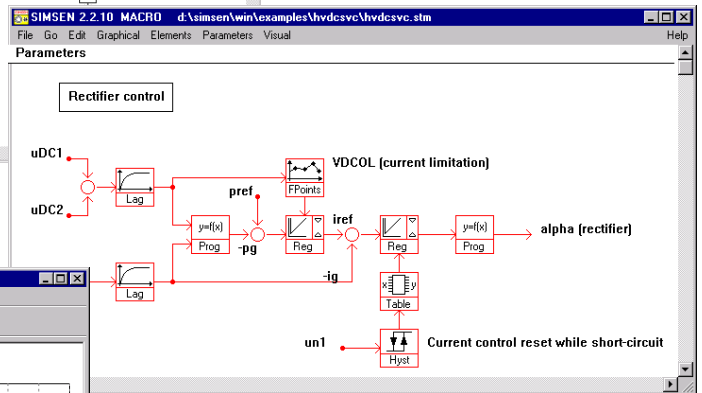 SIMSEN 2.2.10 MACRO d:\simsen\win\examples\hvdcsvc\hvdcsvc.stm
File Go Edit Graphical Elements Parameters Visual Help
Parameters
Rectifier control
uDC1
uDC2
Lag
VDCOL (current limitation)
FPoints
pref
y=f(x)
Prog
-pg
Reg
iref
Reg
y=f(x)
Prog
alpha (rectifier)
Lag
-ig
x y
Table
un1
Hyst
Current control reset while short-circuit